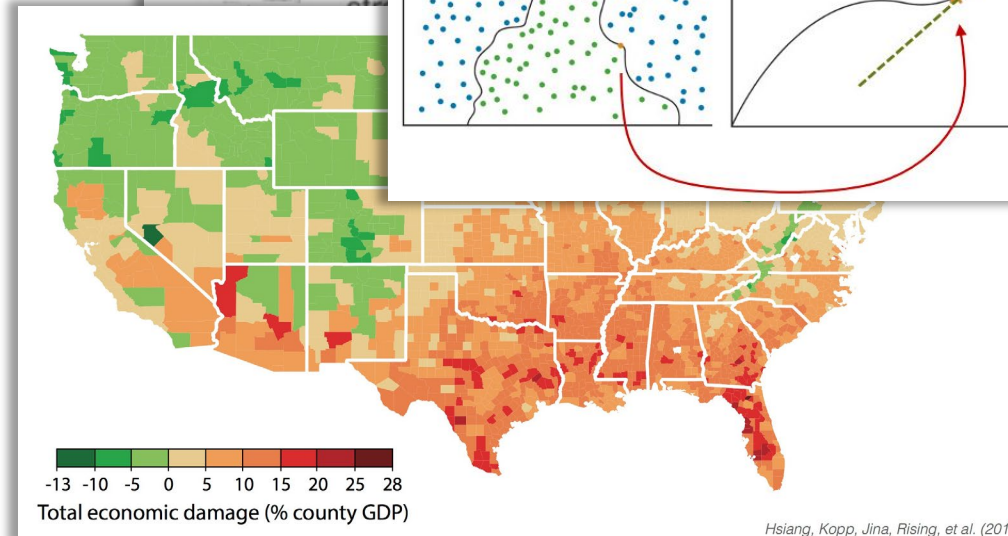 -13 -10 -5 0 5 10 15 20 25 28
Total economic damage (% county GDP)
Hsiang, Kopp, Jina, Rising, et al. (201